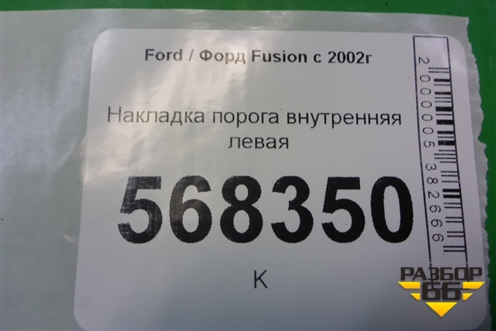 Ford / Форд Fusion с 2002г
Накладка порога внутренняя
левая
568350
К
2000005382666
РАЗБОР
66